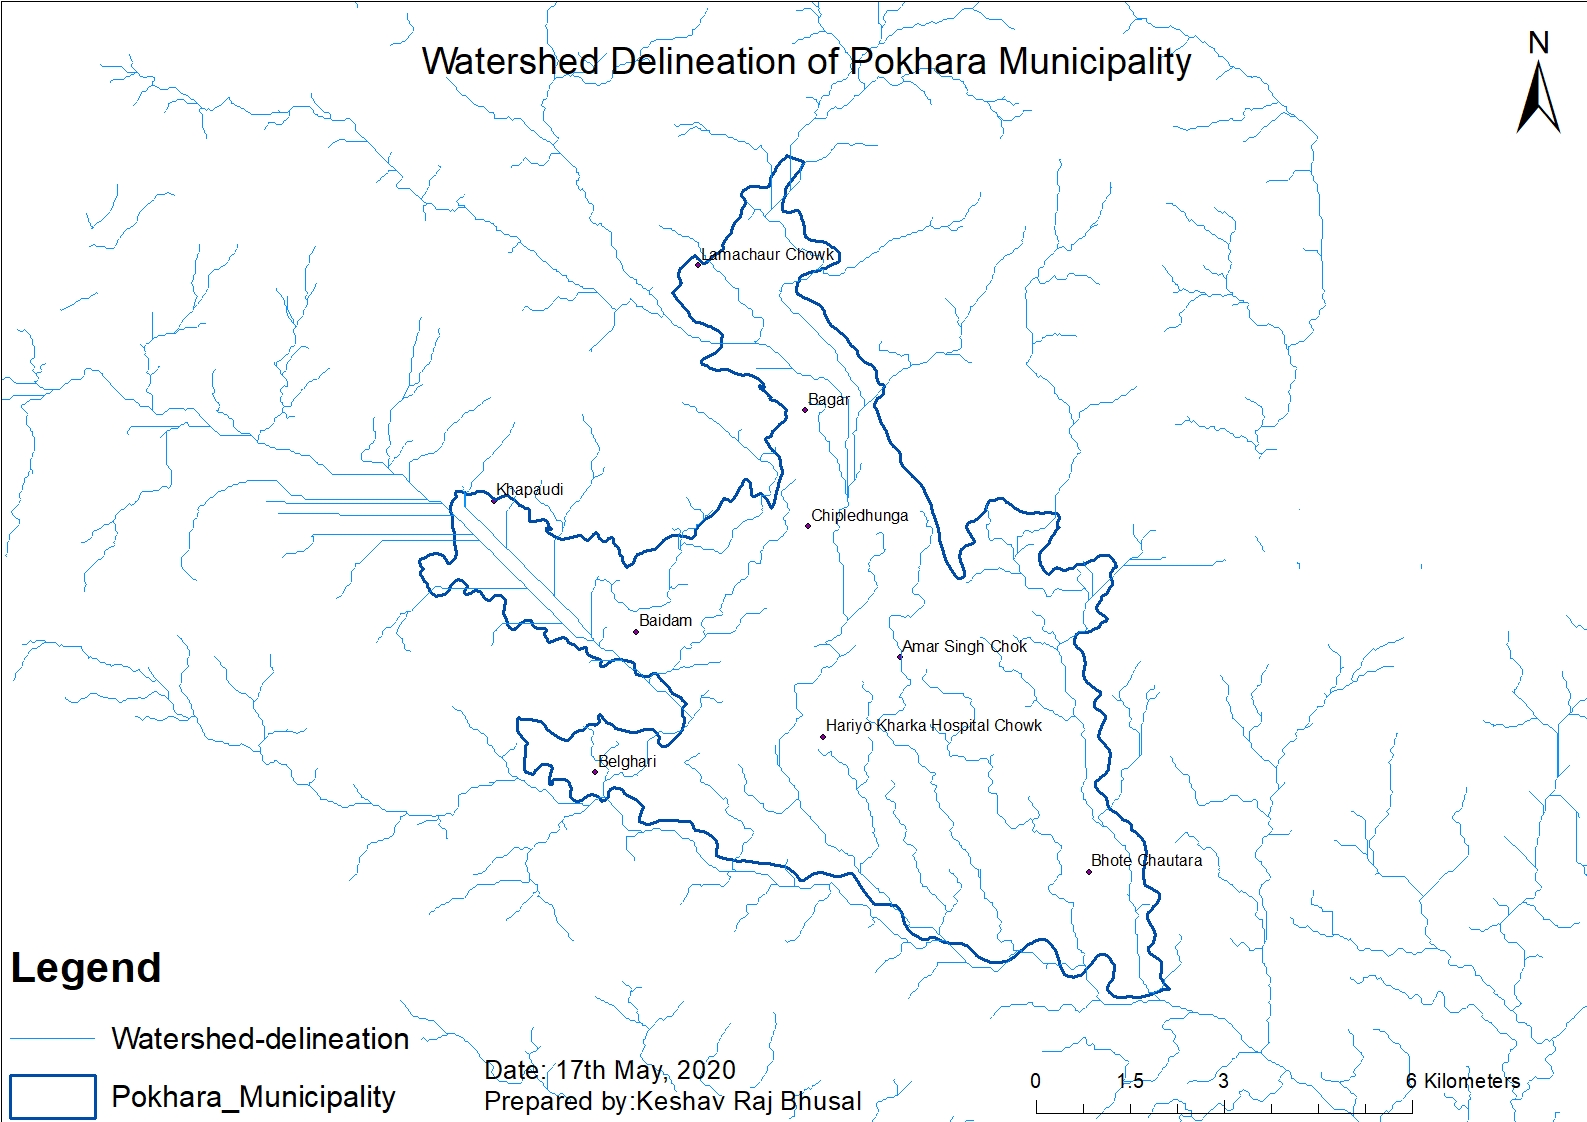 Watershed Delineation of Pokhara Municipality
N
Lamachaur Chowk
Bagar
Khapaudi
Chipledhunga
Baidam
Amar Singh Chok
Hariyo Kharka Hospital Chowk
Belghari
Bhote Chautara
Legend
Watershed-delineation
Pokhara_Municipality
Date: 17th May, 2020
Prepared by:Keshav Raj Bhusal
0 1.5 3 6 Kilometers